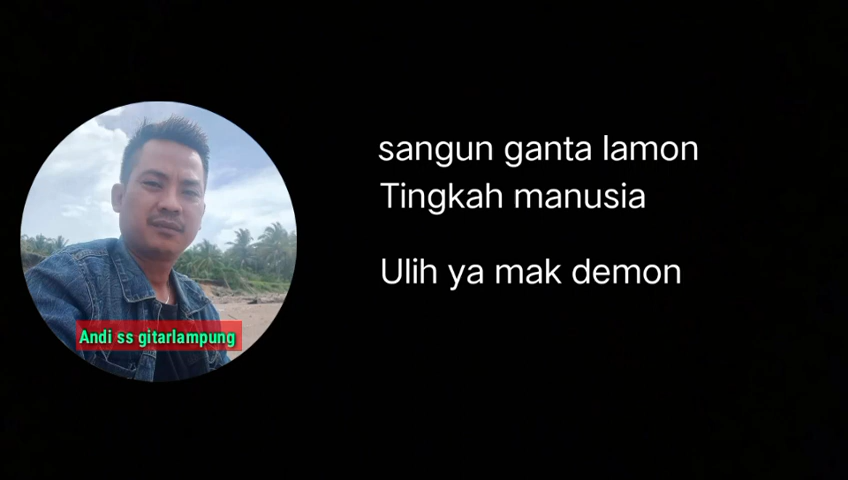 sangun ganta lamon
Tingkah manusia
Ulih ya mak demon
Andi ss gitarlampung